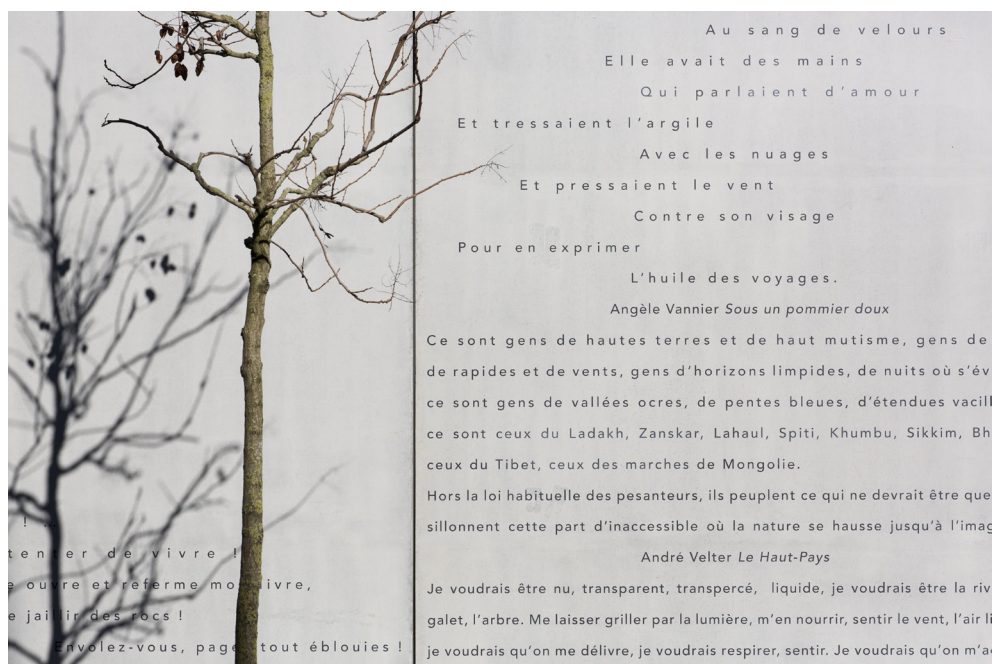 ! …
tenter de vivre !
e ouvre et referme mon livre,
e jaillir des rocs !
Envolez-vous, pages tout éblouies !
Au sang de velours
Elle avait des mains
Qui parlaient d'amour
Et tressaient l'argile
Avec les nuages
Et pressaient le vent
Contre son visage
Pour en exprimer
L'huile des voyages.
Angèle Vannier Sous un pommier doux
Ce sont gens de hautes terres et de haut mutisme, gens de
de rapides et de vents, gens d'horizons limpides, de nuits où s'év
ce sont gens de vallées ocres, de pentes bleues, d'étendues vacill
ce sont ceux du Ladakh, Zanskar, Lahaul, Spiti, Khumbu, Sikkim, Bh
ceux du Tibet, ceux des marches de Mongolie.
Hors la loi habituelle des pesanteurs, ils peuplent ce qui ne devrait être que
sillonnent cette part d'inaccessible où la nature se hausse jusqu'à l'imag
André Velter Le Haut-Pays
Je voudrais être nu, transparent, transpercé, liquide, je voudrais être la riv
galet, l'arbre. Me laisser griller par la lumière, m'en nourrir, sentir le vent, l'air li
je voudrais qu'on me délivre, je voudrais respirer, sentir. Je voudrais qu'on m'a